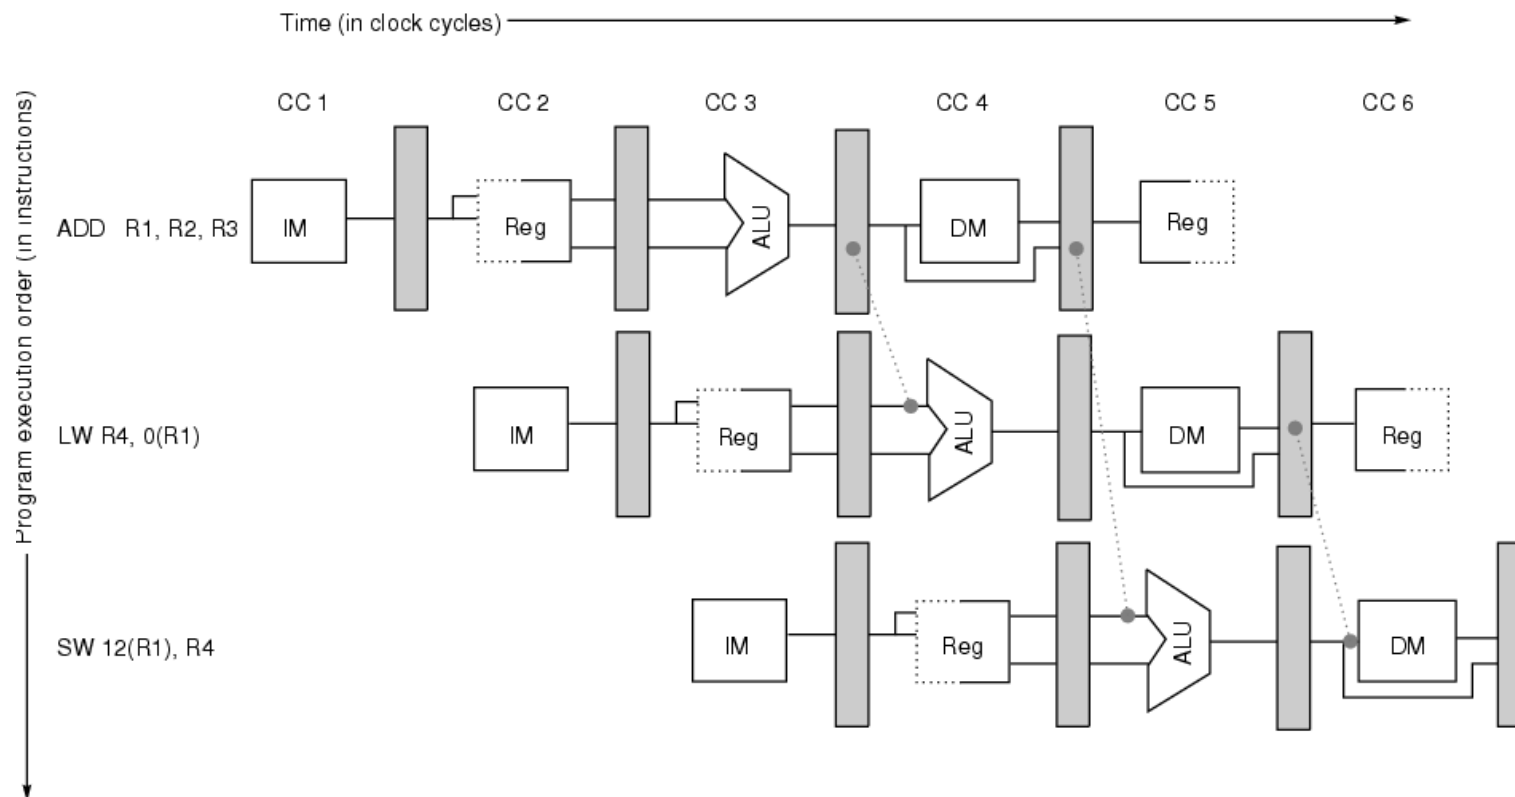 Time (in clock cycles)
CC 1 CC 2 CC 3 CC 4 CC 5 CC 6
Program execution order (in instructions)
ADD R1, R2, R3 IM Reg ALU DM Reg
LW R4, 0(R1) IM Reg ALU DM Reg
SW 12(R1), R4 IM Reg ALU DM